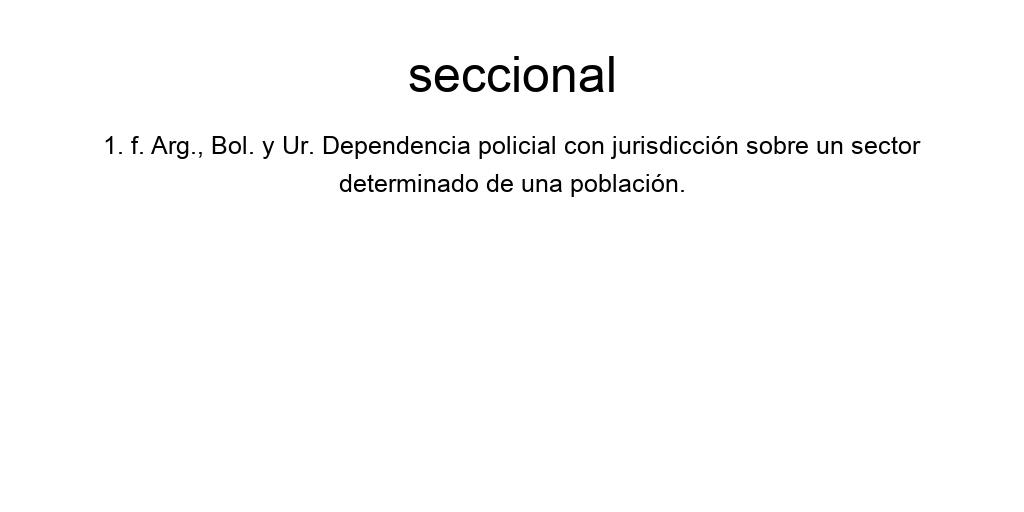 seccional
1. f. Arg., Bol. y Ur. Dependencia policial con jurisdicción sobre un sector
determinado de una población.